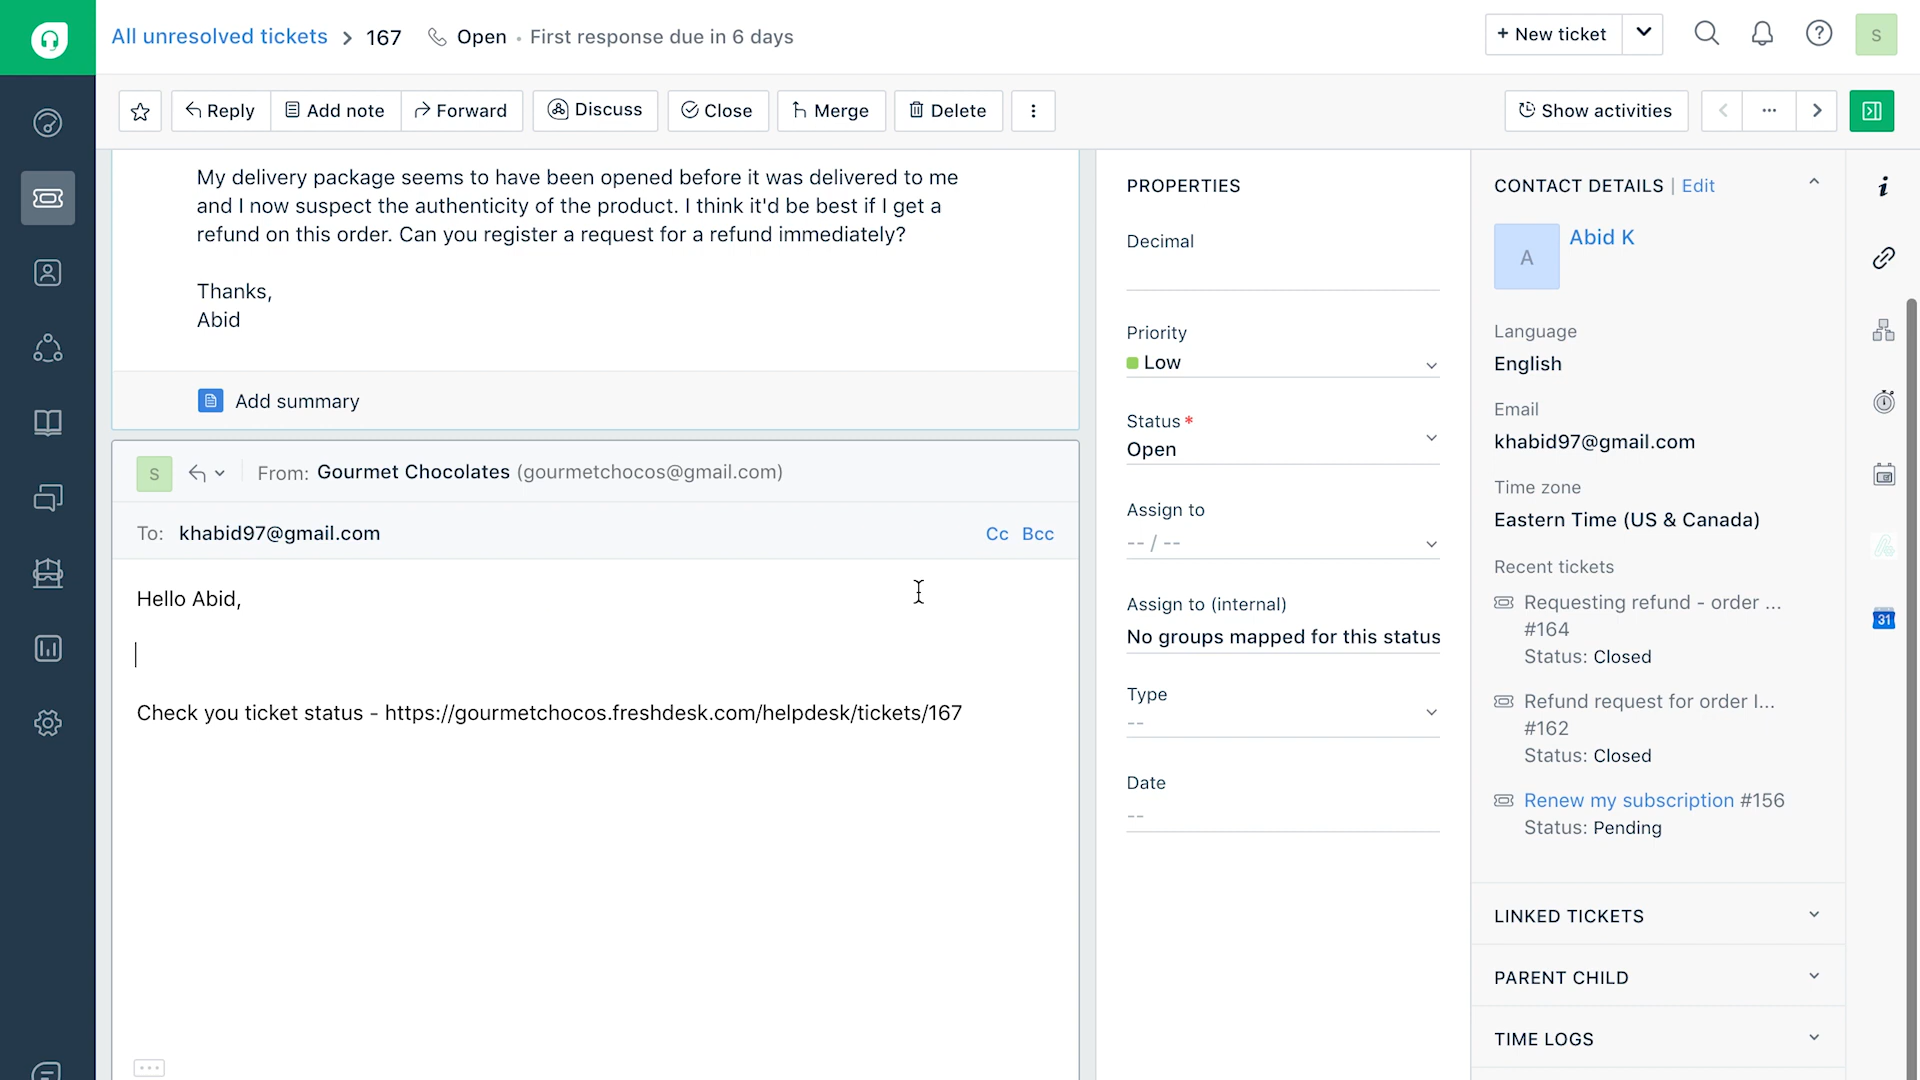 All unresolved tickets > 167 Open • First response due in 6 days
+ New ticket
S
Reply Add note Forward Discuss Close Merge Delete
Show activities
My delivery package seems to have been opened before it was delivered to me
and I now suspect the authenticity of the product. I think it'd be best if I get a
refund on this order. Can you register a request for a refund immediately?
Thanks,
Abid
Add summary
S From: Gourmet Chocolates (gourmetchocos@gmail.com)
To: khabid97@gmail.com Cc Bcc
Hello Abid,
Check you ticket status - https://gourmetchocos.freshdesk.com/helpdesk/tickets/167
PROPERTIES
Decimal
Priority
Low
Status *
Open
Assign to
-- / --
Assign to (internal)
No groups mapped for this status
Type
--
Date
--
CONTACT DETAILS | Edit
A Abid K
Language
English
Email
khabid97@gmail.com
Time zone
Eastern Time (US & Canada)
Recent tickets
Requesting refund - order ...
#164
Status: Closed
Refund request for order I...
#162
Status: Closed
Renew my subscription #156
Status: Pending
LINKED TICKETS
PARENT CHILD
TIME LOGS
31